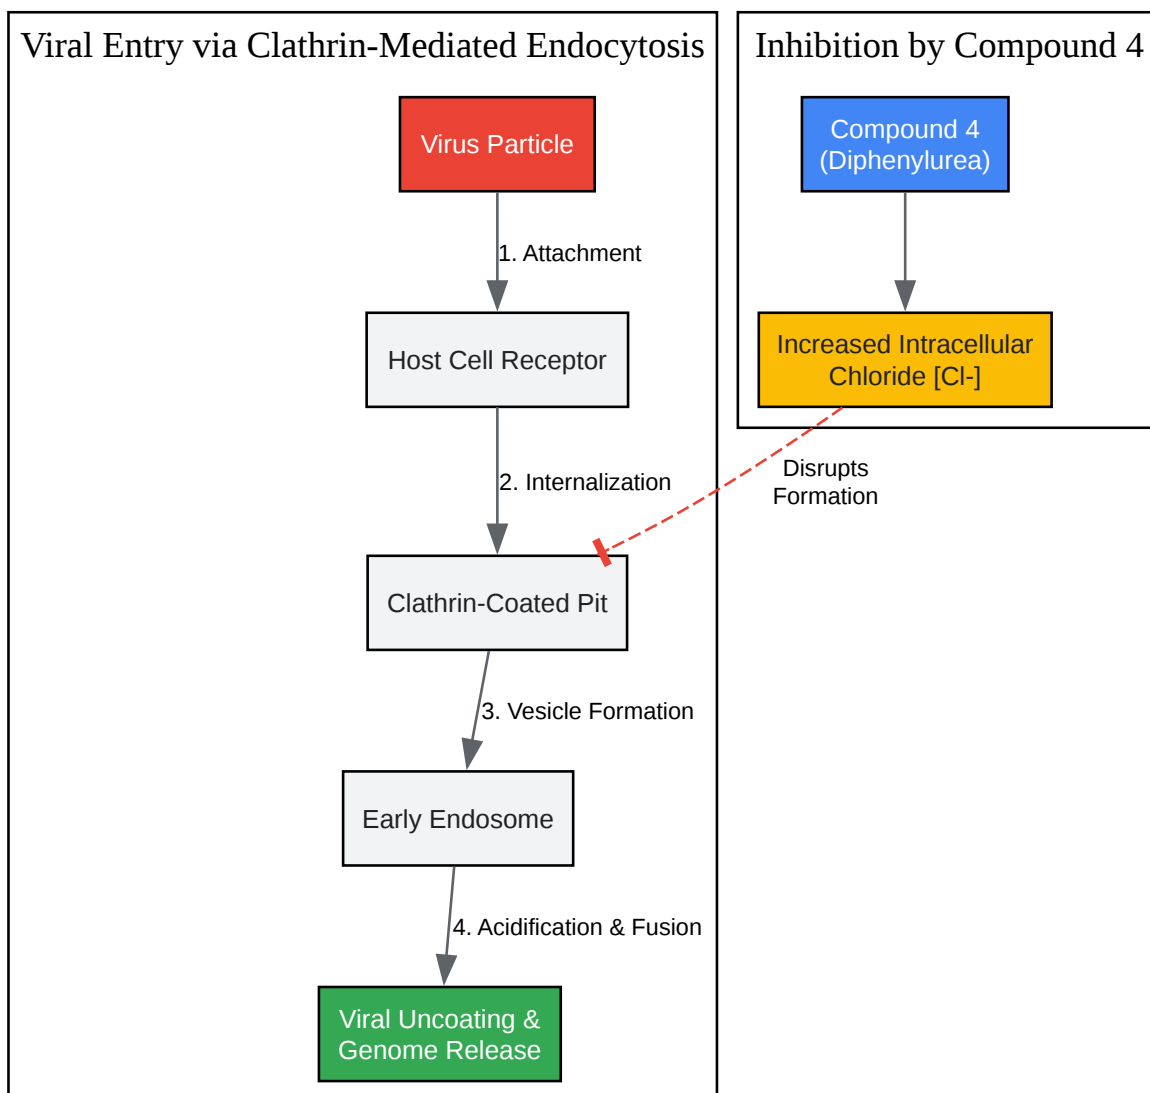 Viral Entry via Clathrin-Mediated Endocytosis
Virus Particle
1. Attachment
Host Cell Receptor
2. Internalization
Clathrin-Coated Pit
3. Vesicle Formation
Early Endosome
4. Acidification & Fusion
Viral Uncoating &
Genome Release
Inhibition by Compound 4
Compound 4
(Diphenylurea)
Increased Intracellular
Chloride [Cl-]
Disrupts
Formation